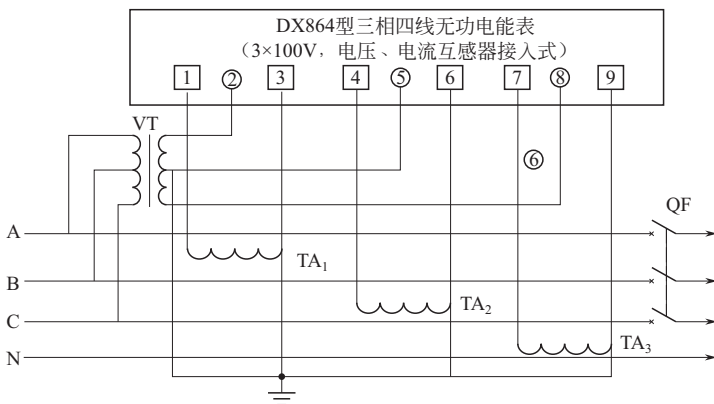 DX864型三相四线无功电能表
（3×100V，电压、电流互感器接入式）
1 ② 3 4 ⑤ 6 7 ⑧ 9
VT
⑥
QF
A
TA₁
B
TA₂
C
TA₃
N